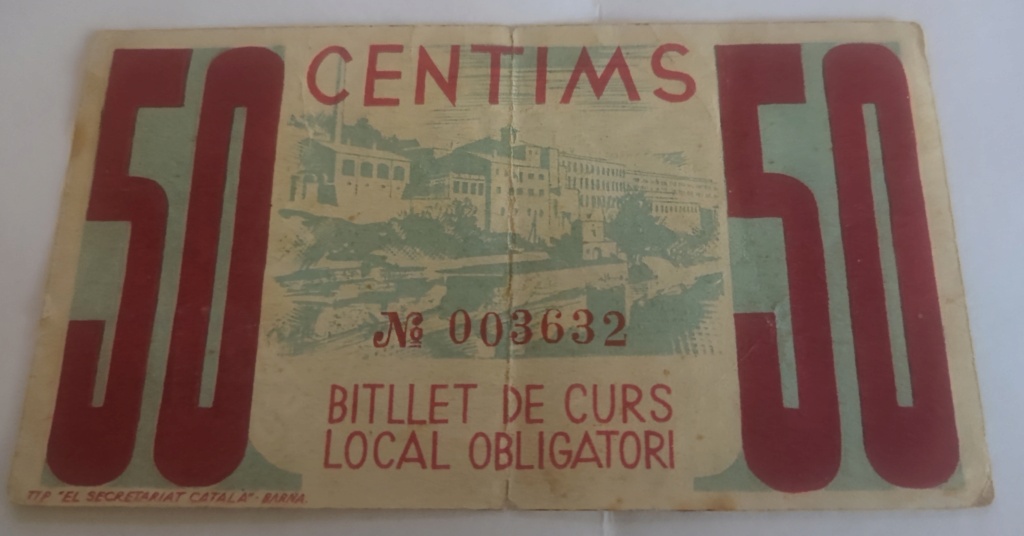 50 CENTIMS 50
Nº 003632
BITLLET DE CURS
LOCAL OBLIGATORI
TIP. "EL SECRETARIAT CATALÀ" - BARNA.